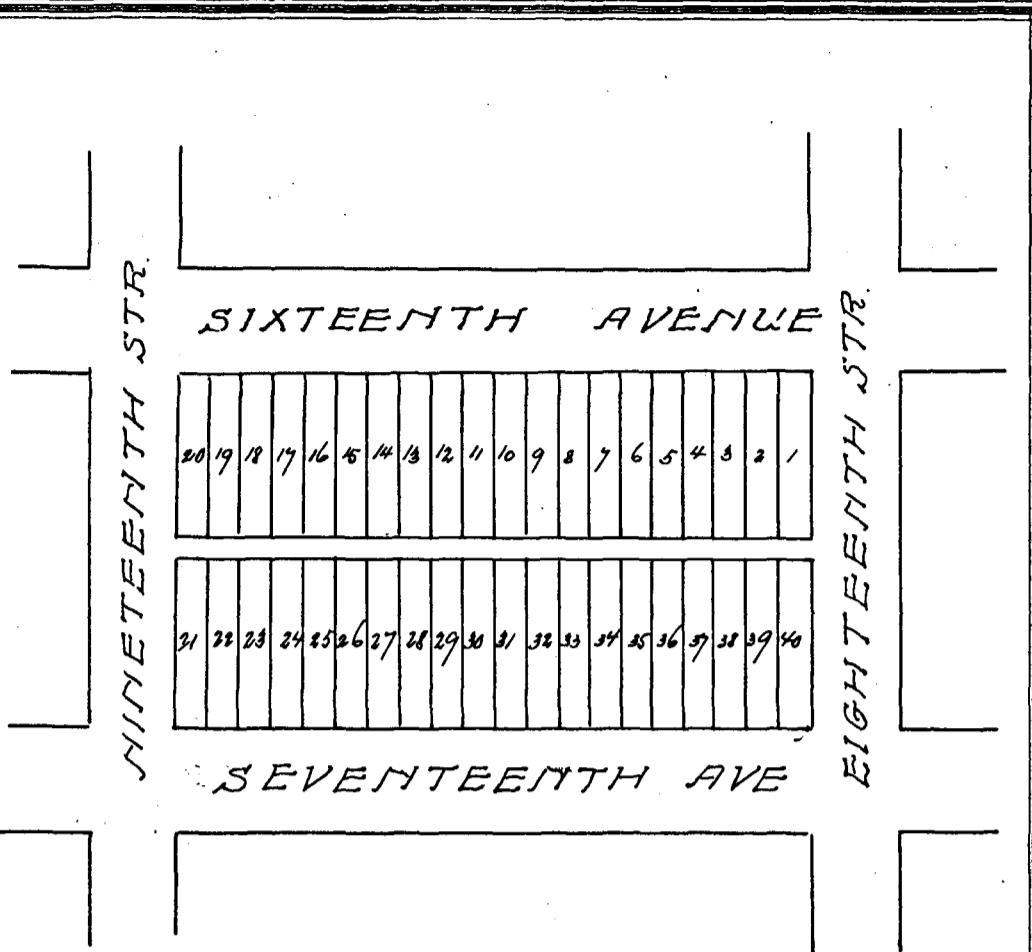 SIXTEENTH AVENUE
NINETEENTH STR.
EIGHTEENTH STR.
20 19 18 17 16 15 14 13 12 11 10 9 8 7 6 5 4 3 2 1
21 22 23 24 25 26 27 28 29 30 31 32 33 34 35 36 37 38 39 40
SEVENTEENTH AVE